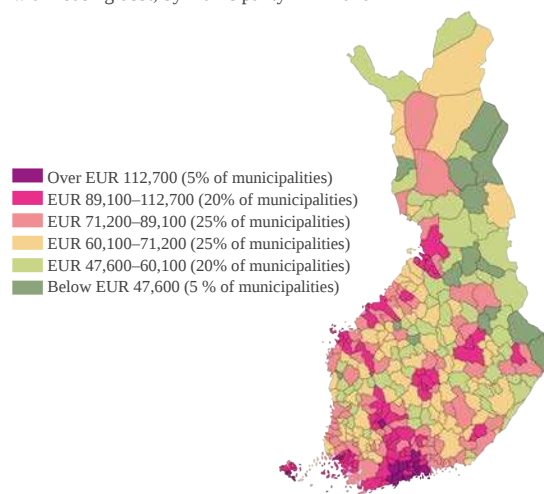 Over EUR 112,700 (5% of municipalities)
EUR 89,100–112,700 (20% of municipalities)
EUR 71,200–89,100 (25% of municipalities)
EUR 60,100–71,200 (25% of municipalities)
EUR 47,600–60,100 (20% of municipalities)
Below EUR 47,600 (5 % of municipalities)